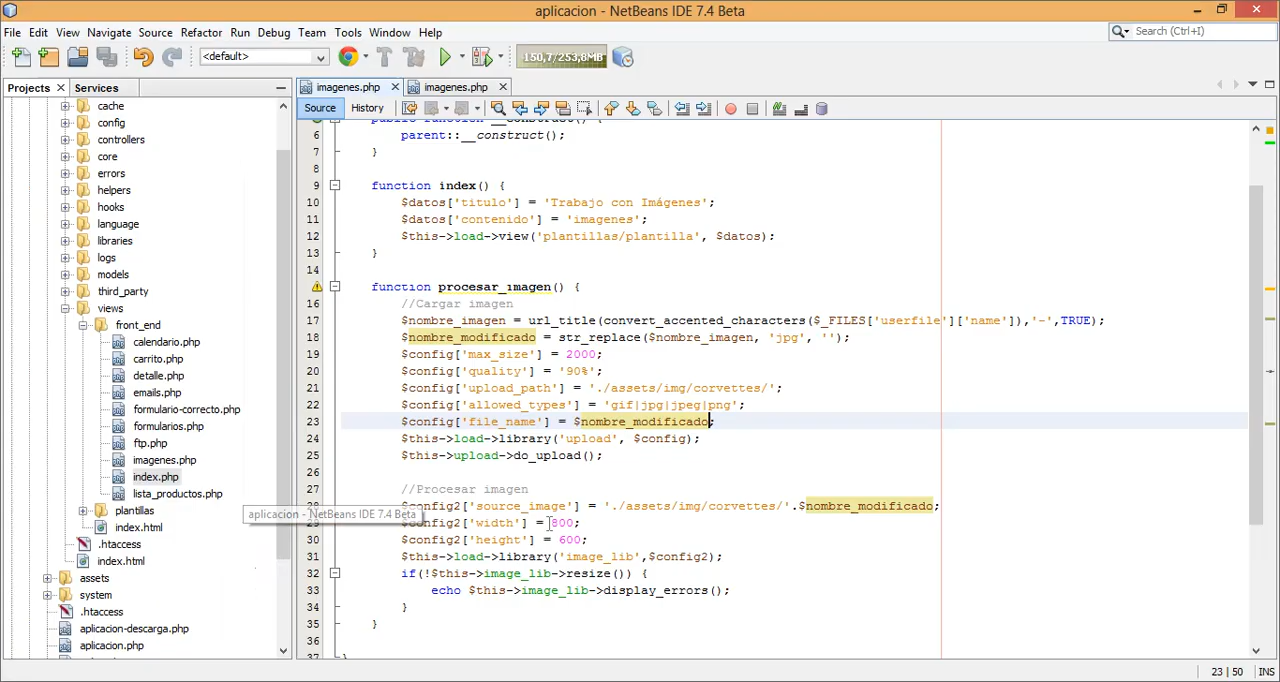 aplicacion - NetBeans IDE 7.4 Beta
File Edit View Navigate Source Refactor Run Debug Team Tools Window Help
Search (Ctrl+I)
<default>
150,7/253,8MB
Projects
Services
imagenes.php
imagenes.php
Source
History
cache
config
controllers
core
errors
helpers
hooks
language
libraries
logs
models
third_party
views
front_end
calendario.php
carrito.php
detalle.php
emails.php
formulario-correcto.php
formularios.php
ftp.php
imagenes.php
index.php
lista_productos.php
plantillas
index.html
.htaccess
index.html
assets
system
.htaccess
aplicacion-descarga.php
aplicacion.php
aplicacion - NetBeans IDE 7.4 Beta
public function __construct() {
6 parent::__construct();
7 }
8
9 function index() {
10 $datos['titulo'] = 'Trabajo con Imágenes';
11 $datos['contenido'] = 'imagenes';
12 $this->load->view('plantillas/plantilla', $datos);
13 }
14
function procesar_imagen() {
16 //Cargar imagen
17 $nombre_imagen = url_title(convert_accented_characters($_FILES['userfile']['name']),'-',TRUE);
18 $nombre_modificado = str_replace($nombre_imagen, 'jpg', '');
19 $config['max_size'] = 2000;
20 $config['quality'] = '90%';
21 $config['upload_path'] = './assets/img/corvettes/';
22 $config['allowed_types'] = 'gif|jpg|jpeg|png';
23 $config['file_name'] = $nombre_modificado;
24 $this->load->library('upload', $config);
25 $this->upload->do_upload();
26
27 //Procesar imagen
28 $config2['source_image'] = './assets/img/corvettes/'.$nombre_modificado;
29 $config2['width'] = 800;
30 $config2['height'] = 600;
31 $this->load->library('image_lib',$config2);
32 if(!$this->image_lib->resize()) {
33 echo $this->image_lib->display_errors();
34 }
35 }
36
37
23 | 50 INS